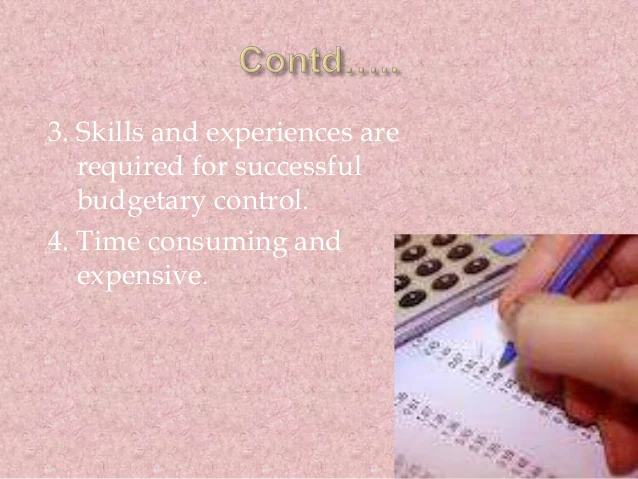 Contd.....
3. Skills and experiences are
required for successful
budgetary control.
4. Time consuming and
expensive.